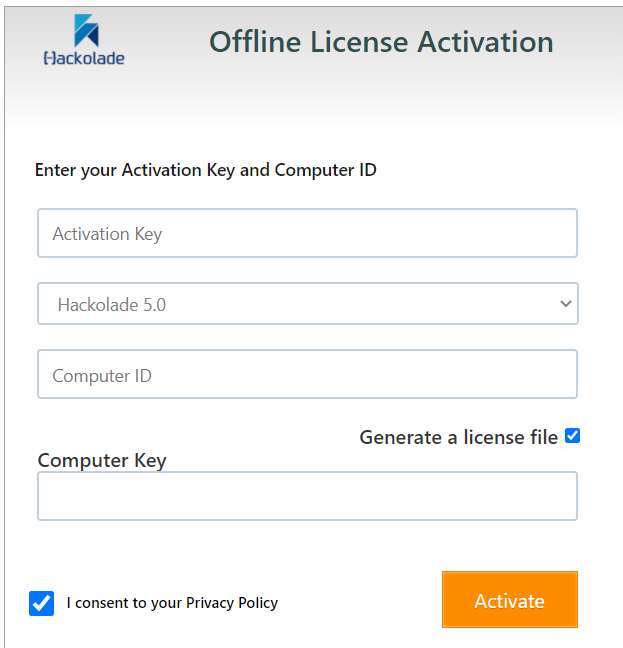 Hackolade
Offline License Activation
Enter your Activation Key and Computer ID
Activation Key
Hackolade 5.0
Computer ID
Generate a license file
Computer Key
I consent to your Privacy Policy
Activate